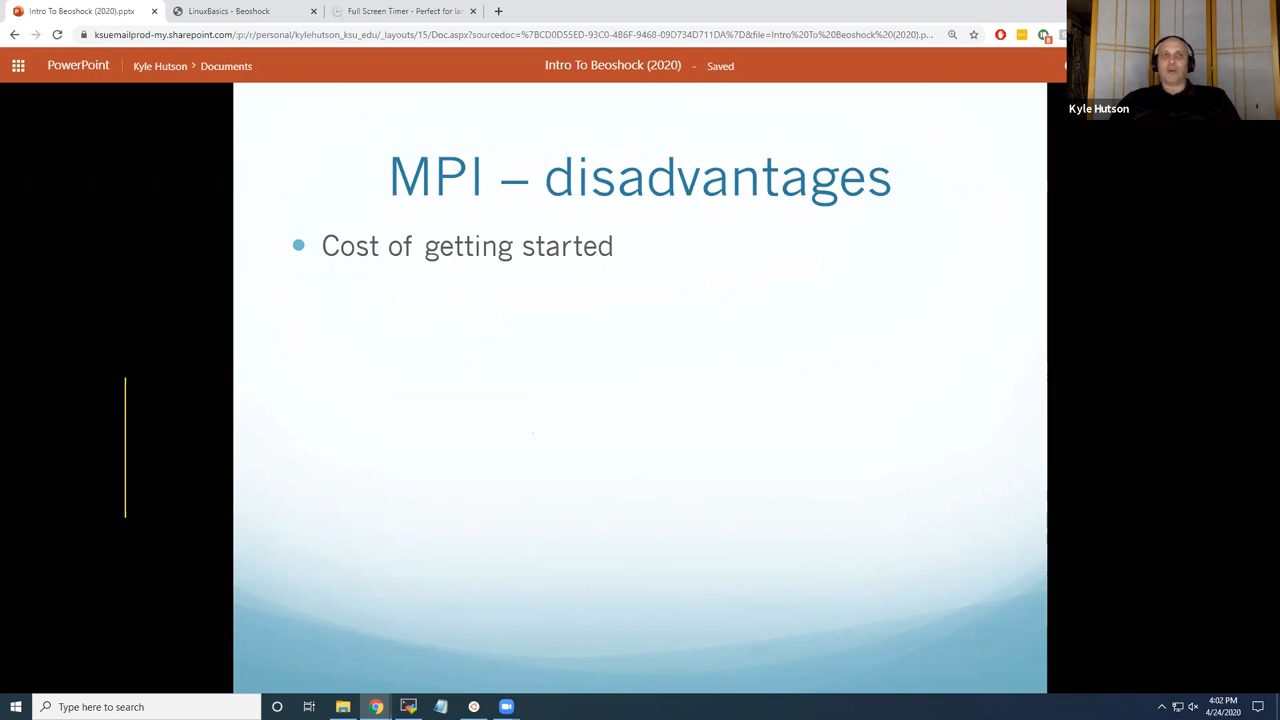 Intro To Beoshock (2020).pptx
LinuxBasics - Beoshock
Full Screen Timer - Perfect for la
ksuemailprod-my.sharepoint.com/:p:/r/personal/kylehutson_ksu_edu/_layouts/15/Doc.aspx?sourcedoc=%7BCD0D55ED-93C0-4B6F-9468-09D734D711DA%7D&file=Intro%20To%20Beoshock%20(2020).p...
PowerPoint
Kyle Hutson > Documents
Intro To Beoshock (2020) - Saved
Kyle Hutson
MPI – disadvantages
Cost of getting started
Type here to search
4:02 PM
4/24/2020